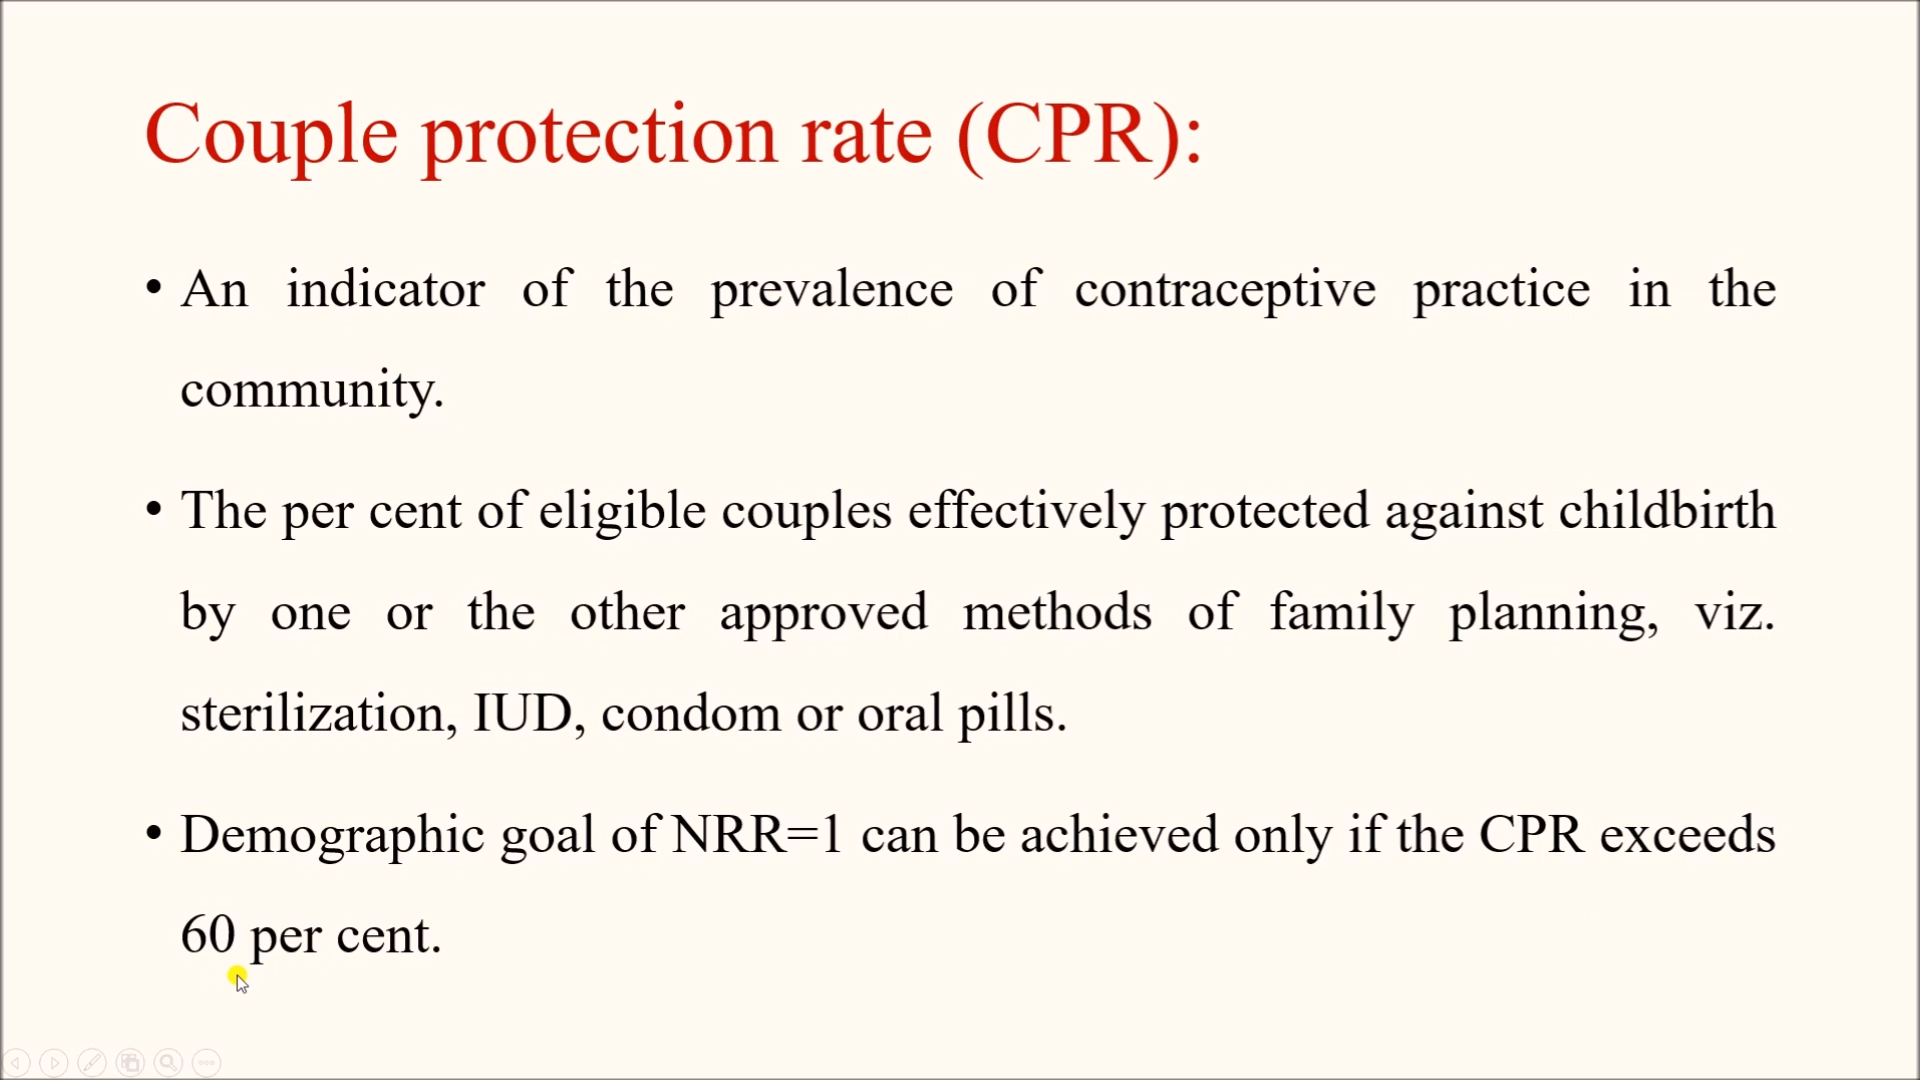 Couple protection rate (CPR):
• An indicator of the prevalence of contraceptive practice in the
community.
• The per cent of eligible couples effectively protected against childbirth
by one or the other approved methods of family planning, viz.
sterilization, IUD, condom or oral pills.
• Demographic goal of NRR=1 can be achieved only if the CPR exceeds
60 per cent.